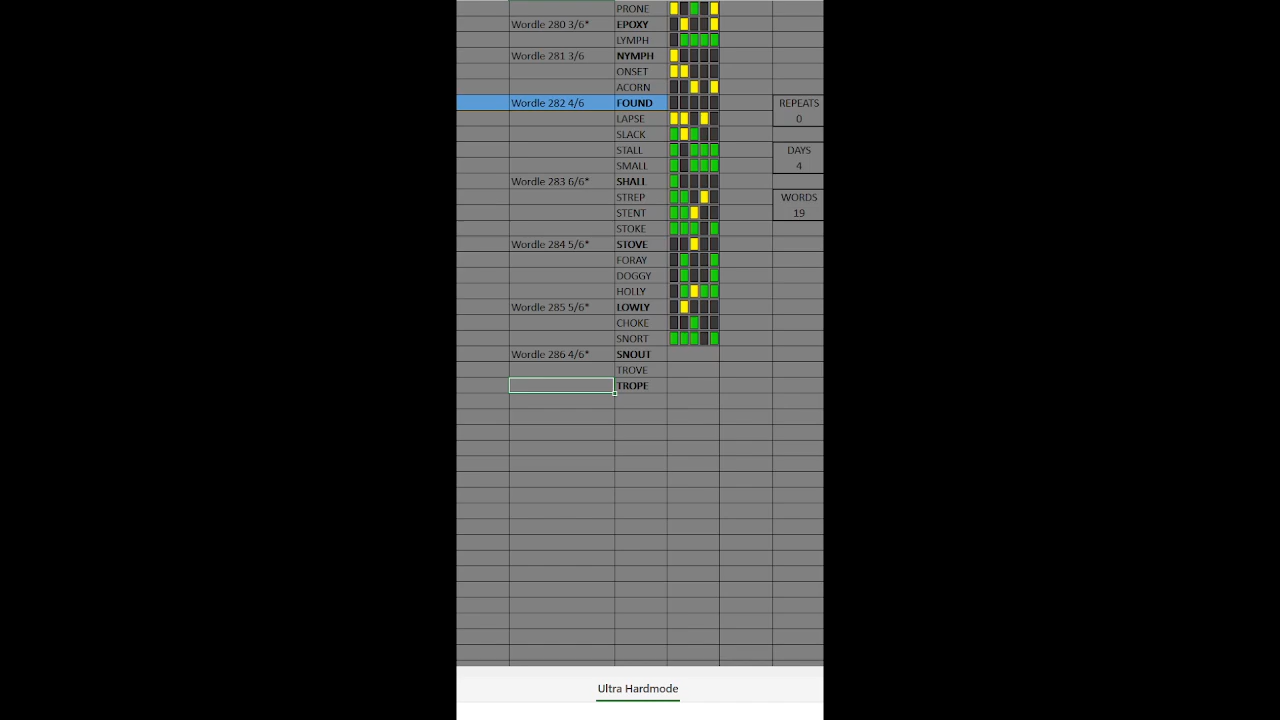 PRONE
Wordle 280 3/6* EPOXY
LYMPH
Wordle 281 3/6 NYMPH
ONSET
ACORN
Wordle 282 4/6 FOUND REPEATS
LAPSE 0
SLACK
STALL DAYS
SMALL 4
Wordle 283 6/6* SHALL
STREP WORDS
STENT 19
STOKE
Wordle 284 5/6* STOVE
FORAY
DOGGY
HOLLY
Wordle 285 5/6* LOWLY
CHOKE
SNORT
Wordle 286 4/6* SNOUT
TROVE
TROPE
Ultra Hardmode